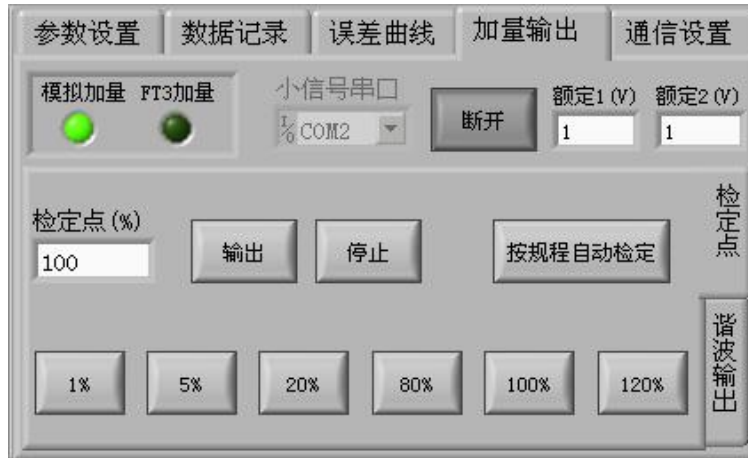 参数设置 数据记录 误差曲线 加量输出 通信设置
模拟加量 FT3加量 小信号串口 断开 额定1 (V) 额定2 (V)
COM2 1 1
检定点 (%)
100 输出 停止 按规程自动检定
1% 5% 20% 80% 100% 120%
检定点
谐波输出